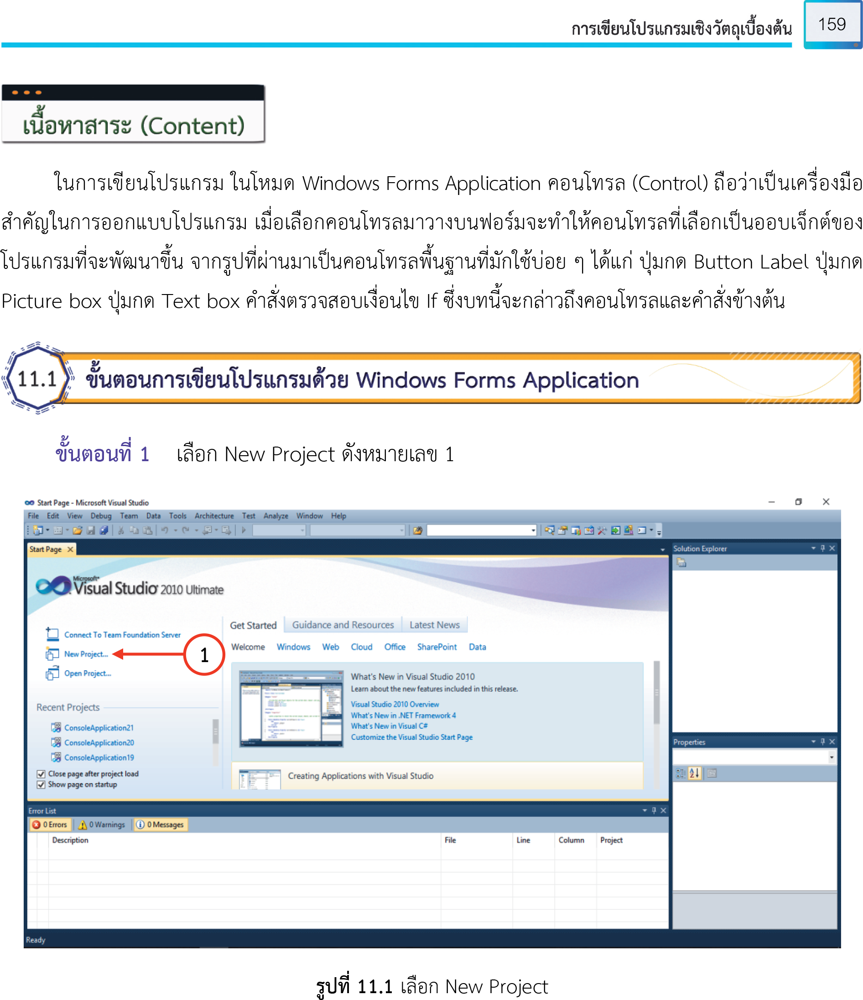 การเขียนโปรแกรมเชิงวัตถุเบื้องต้น 159
เนื้อหาสาระ (Content)
ในการเขียนโปรแกรม ในโหมด Windows Forms Application คอนโทรล (Control) ถือว่าเป็นเครื่องมือ
สำคัญในการออกแบบโปรแกรม เมื่อเลือกคอนโทรลมาวางบนฟอร์มจะทำให้คอนโทรลที่เลือกเป็นออบเจ็กต์ของ
โปรแกรมที่จะพัฒนาขึ้น จากรูปที่ผ่านมาเป็นคอนโทรลพื้นฐานที่มักใช้บ่อย ๆ ได้แก่ ปุ่มกด Button Label ปุ่มกด
Picture box ปุ่มกด Text box คำสั่งตรวจสอบเงื่อนไข If ซึ่งบทนี้จะกล่าวถึงคอนโทรลและคำสั่งข้างต้น
11.1 ขั้นตอนการเขียนโปรแกรมด้วย Windows Forms Application
ขั้นตอนที่ 1 เลือก New Project ดังหมายเลข 1
Start Page - Microsoft Visual Studio
File Edit View Debug Team Data Tools Architecture Test Analyze Window Help
Start Page
Solution Explorer
Microsoft®
Visual Studio 2010 Ultimate
Get Started Guidance and Resources Latest News
Connect To Team Foundation Server
Welcome Windows Web Cloud Office SharePoint Data
New Project... 1
Open Project...
What's New in Visual Studio 2010
Learn about the new features included in this release.
Visual Studio 2010 Overview
What's New in .NET Framework 4
What's New in Visual C#
Customize the Visual Studio Start Page
Recent Projects
ConsoleApplication21
ConsoleApplication20
ConsoleApplication19
Close page after project load
Show page on startup
Creating Applications with Visual Studio
Properties
Error List
0 Errors 0 Warnings 0 Messages
Description File Line Column Project
Ready
รูปที่ 11.1 เลือก New Project